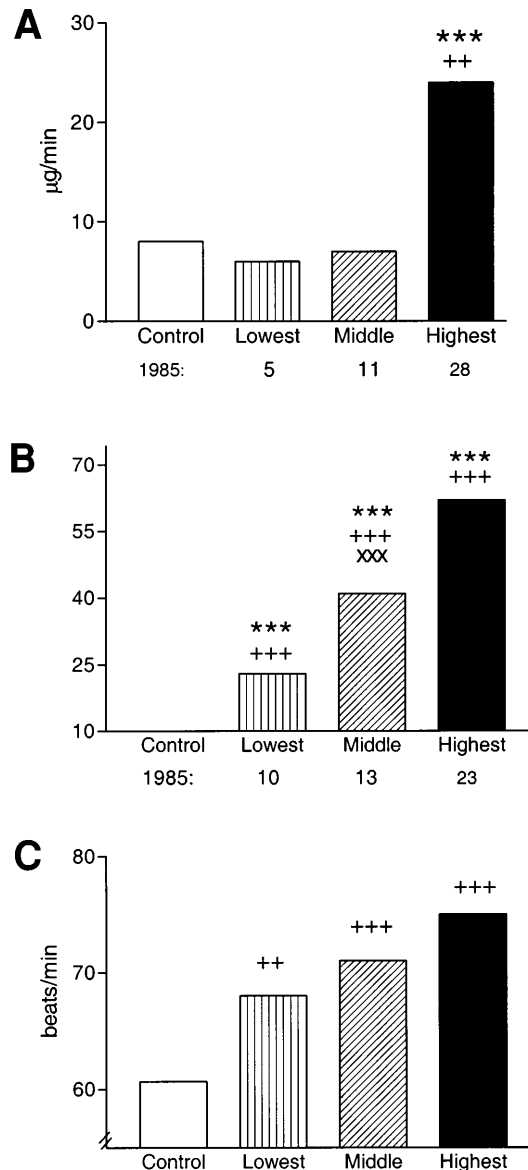 A
30
***
++
20
µg/min
10
0
Control Lowest Middle Highest
1985: 5 11 28
B
70
***
+++
55
***
+++
xxx
40
***
+++
25
10
Control Lowest Middle Highest
1985: 10 13 23
C
80
+++
+++
++
70
beats/min
60
Control Lowest Middle Highest